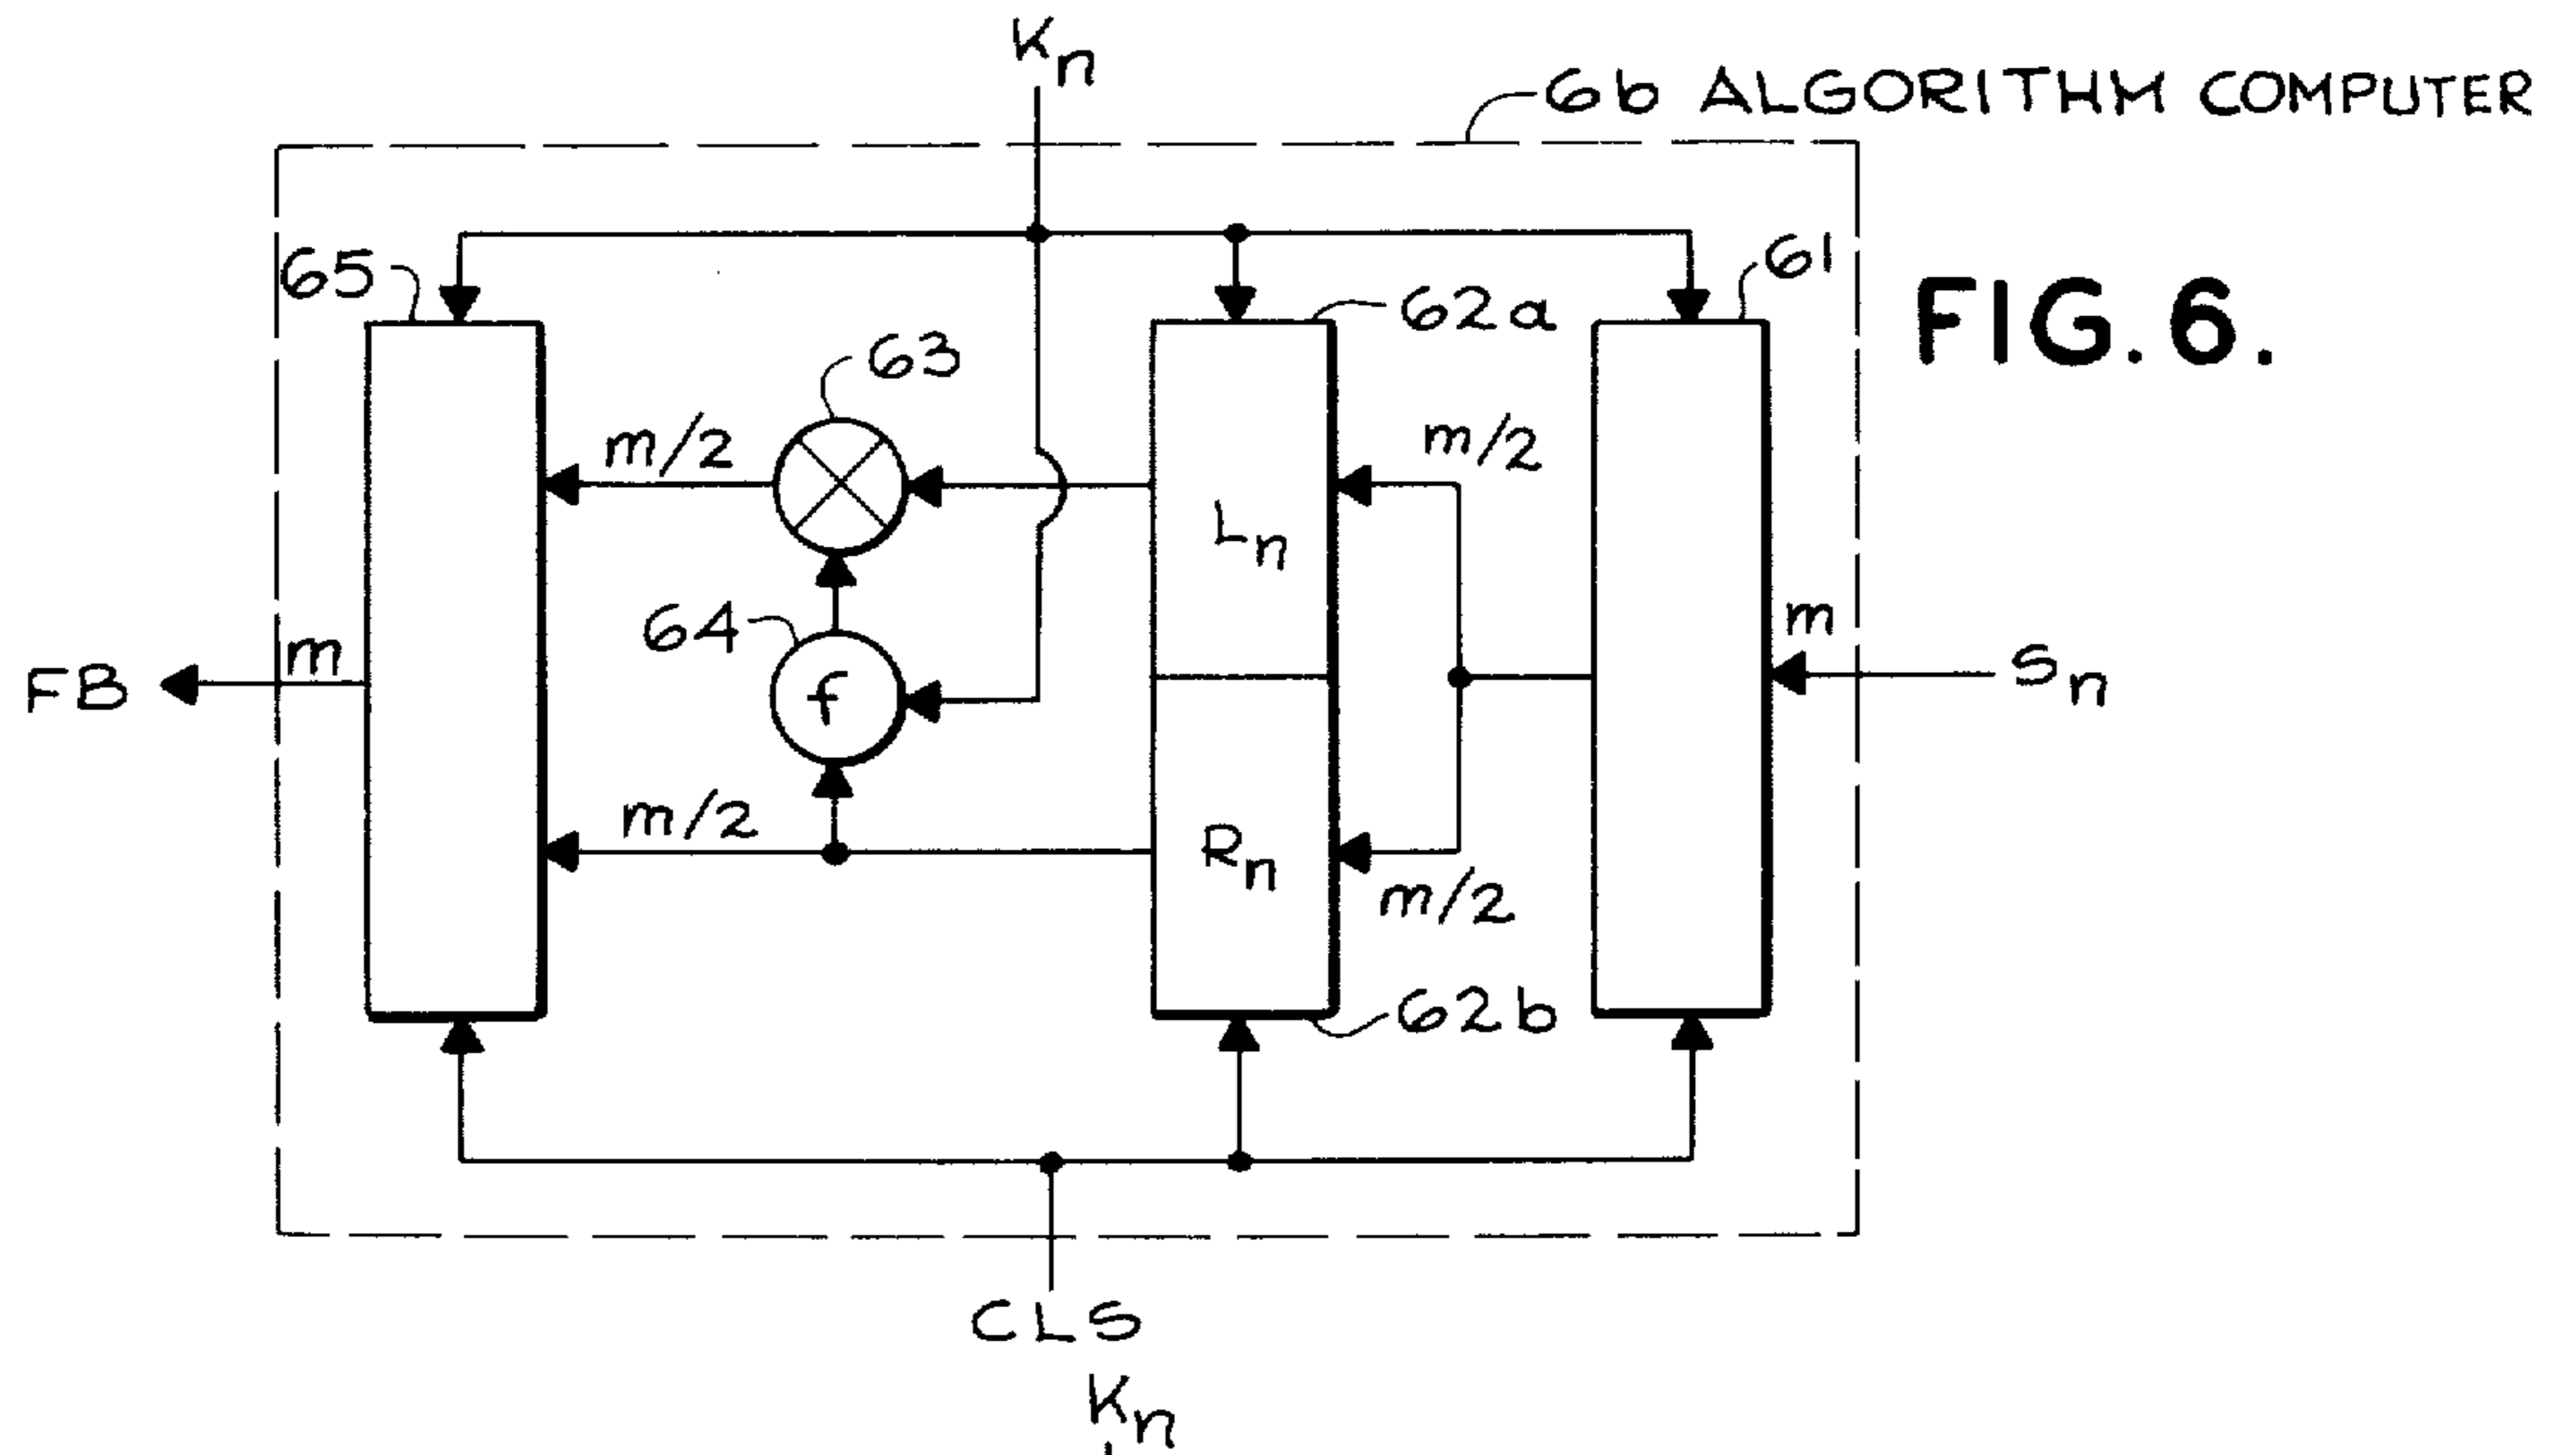 Kn
6b ALGORITHM COMPUTER
65
61
62a
FIG. 6.
63
m/2
m/2
Ln
64
m
m
f
FB
Sn
m/2
Rn
m/2
62b
CLS
Kn